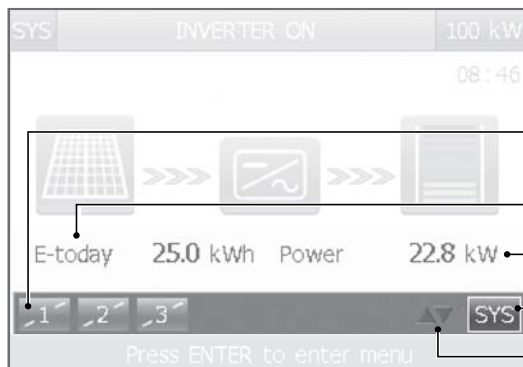 SYS INVERTER ON 100 kW
08:46
E-today 25.0 kWh Power 22.8 kW
1 2 3 SYS
Press ENTER to enter menu